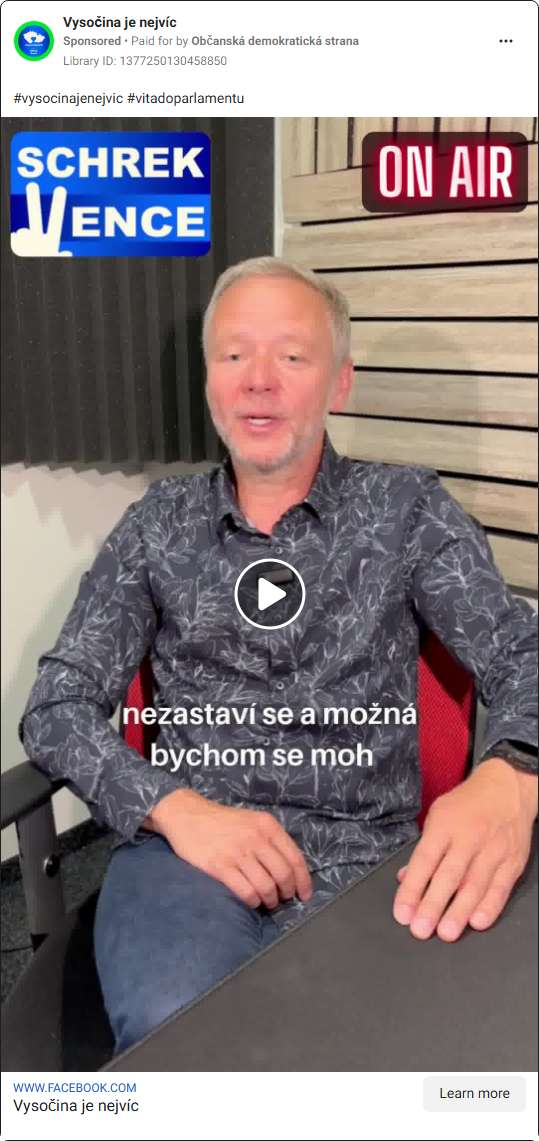 Vysočina je nejvíc
Sponsored • Paid for by Občanská demokratická strana
Library ID: 1377250130458850
#vysocinajenejvic #vitadoparlamentu
SCHREK
VENCE
ON AIR
nezastaví se a možná
bychom se moh
WWW.FACEBOOK.COM
Vysočina je nejvíc
Learn more